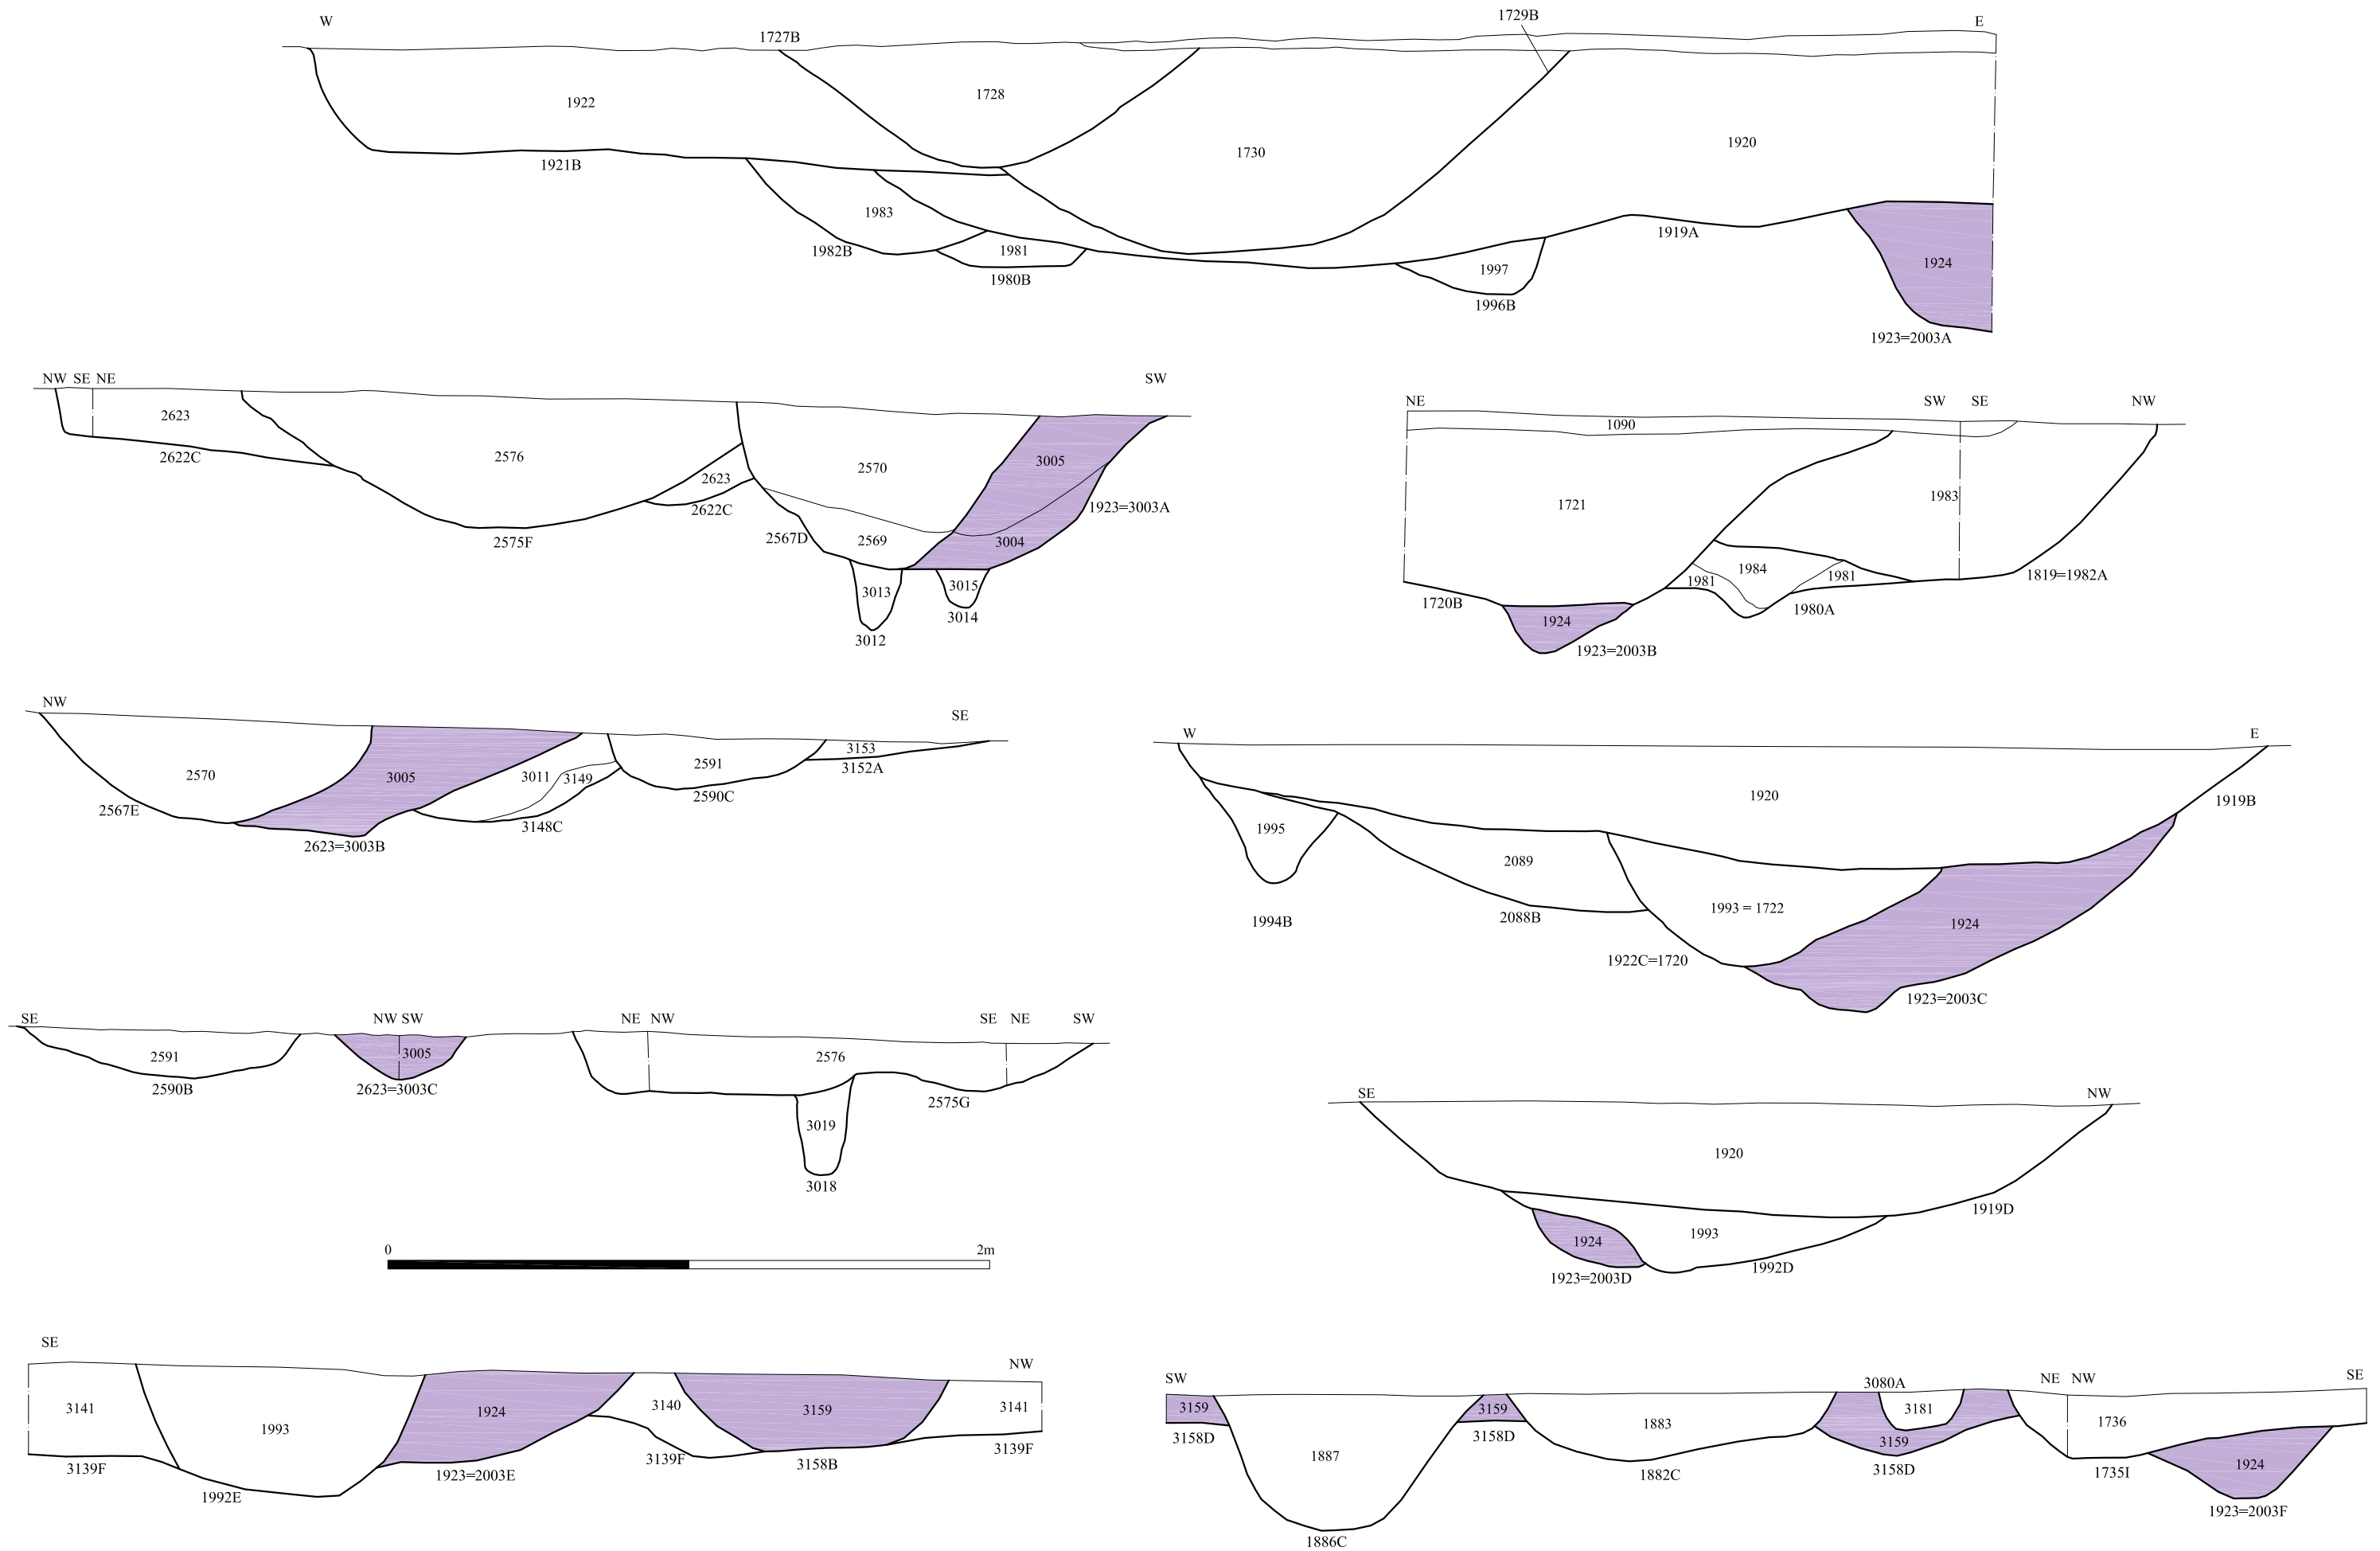 W 1729B E
1727B
1922 1728 1730 1920
1921B
1983 1981 1997 1919A 1924
1982B 1980B 1996B
1923=2003A
NW SE NE SW
2623 2576 2570 3005
2622C 2623 1923=3003A
2622C 2567D 2569 3004
2575F
3013 3015
3012 3014
NE SW SE NW
1090
1721 1983
1984
1981 1981 1819=1982A
1720B 1980A
1924
1923=2003B
NW SE
2570 3005 3011 3149 2591 3153
3152A
2567E 2590C
2623=3003B 3148C
W E
1920 1919B
1995 2089
1993 = 1722 1924
1994B 2088B
1922C=1720
1923=2003C
SE NW SW NE NW SE NE SW
2591 3005 2576
2590B 2623=3003C 2575G
3019
3018
SE NW
1920
1919D
1924 1993
1923=2003D 1992D
0 2m
SE NW
3141 1993 1924 3140 3159 3141
3139F 1992E 1923=2003E 3139F 3158B 3139F
SW 3080A NE NW SE
3159 3159 1883 3181 1736
3158D 1887 3158D 3159 1924
1882C 3158D 1735I
1886C 1923=2003F